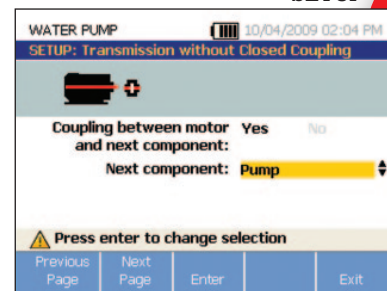 WATER PUMP 10/04/2009 02:04 PM
SETUP: Transmission without Closed Coupling
Coupling between motor Yes No
and next component:
Next component: Pump
Press enter to change selection
Previous Page Next Page Enter Exit